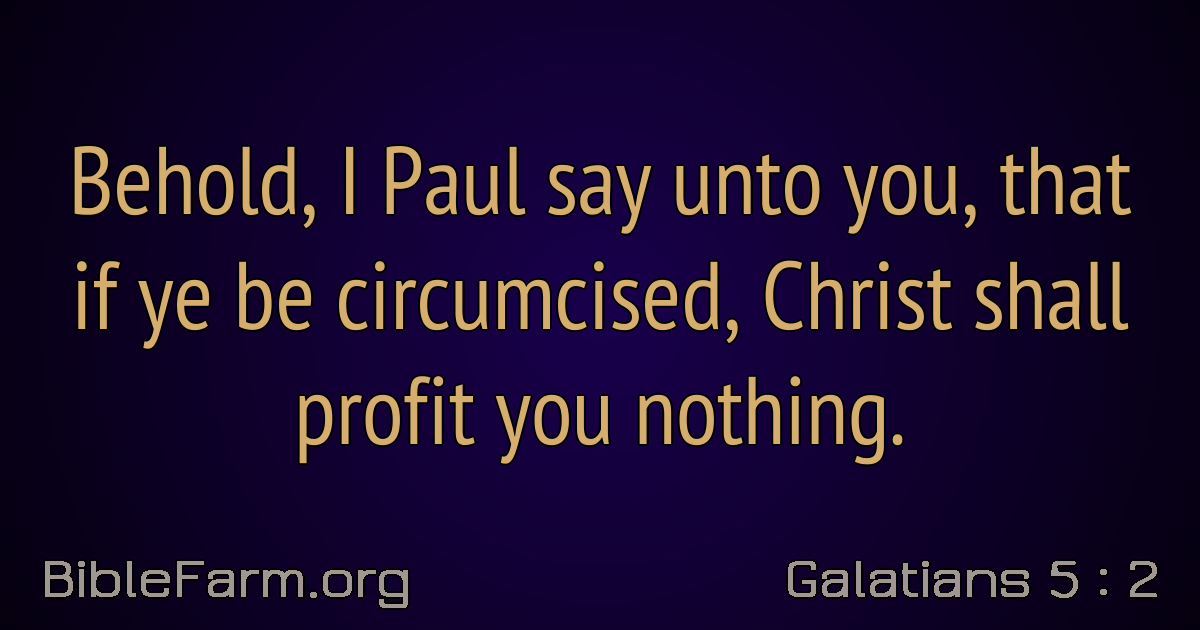 Behold, I Paul say unto you, that
if ye be circumcised, Christ shall
profit you nothing.
BibleFarm.org
Galatians 5 : 2